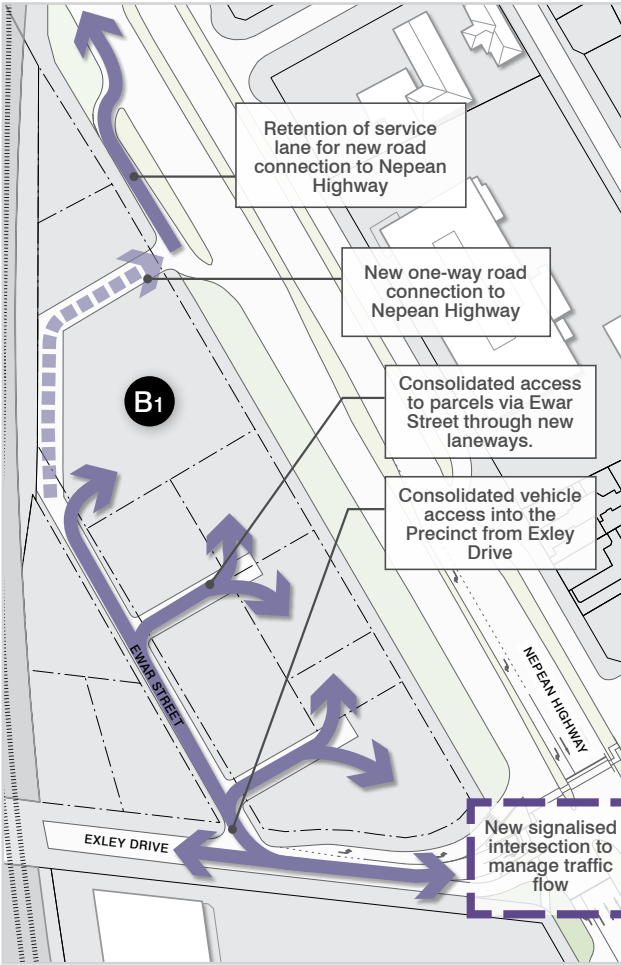 Retention of service
lane for new road
connection to Nepean
Highway
New one-way road
connection to
Nepean Highway
B1
Consolidated access
to parcels via Ewar
Street through new
laneways.
Consolidated vehicle
access into the
Precinct from Exley
Drive
EWAR STREET
NEPEAN HIGHWAY
EXLEY DRIVE
New signalised
intersection to
manage traffic
flow